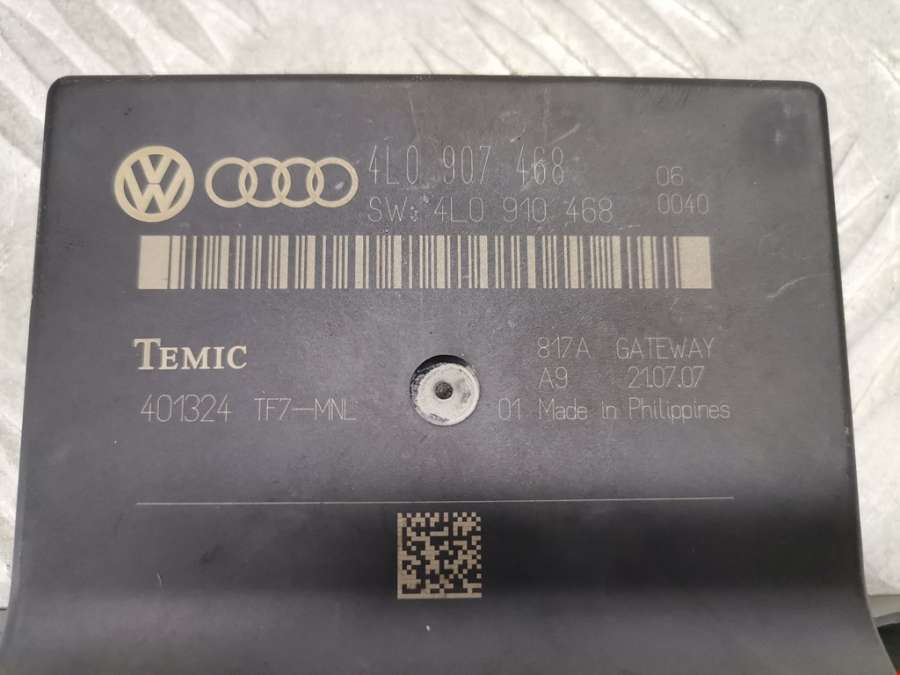 4L0 907 468 06
SW: 4L0 910 468 0040
TEMIC 817A GATEWAY
A9 21.07.07
401324 TF7-MNL 01 Made in Philippines